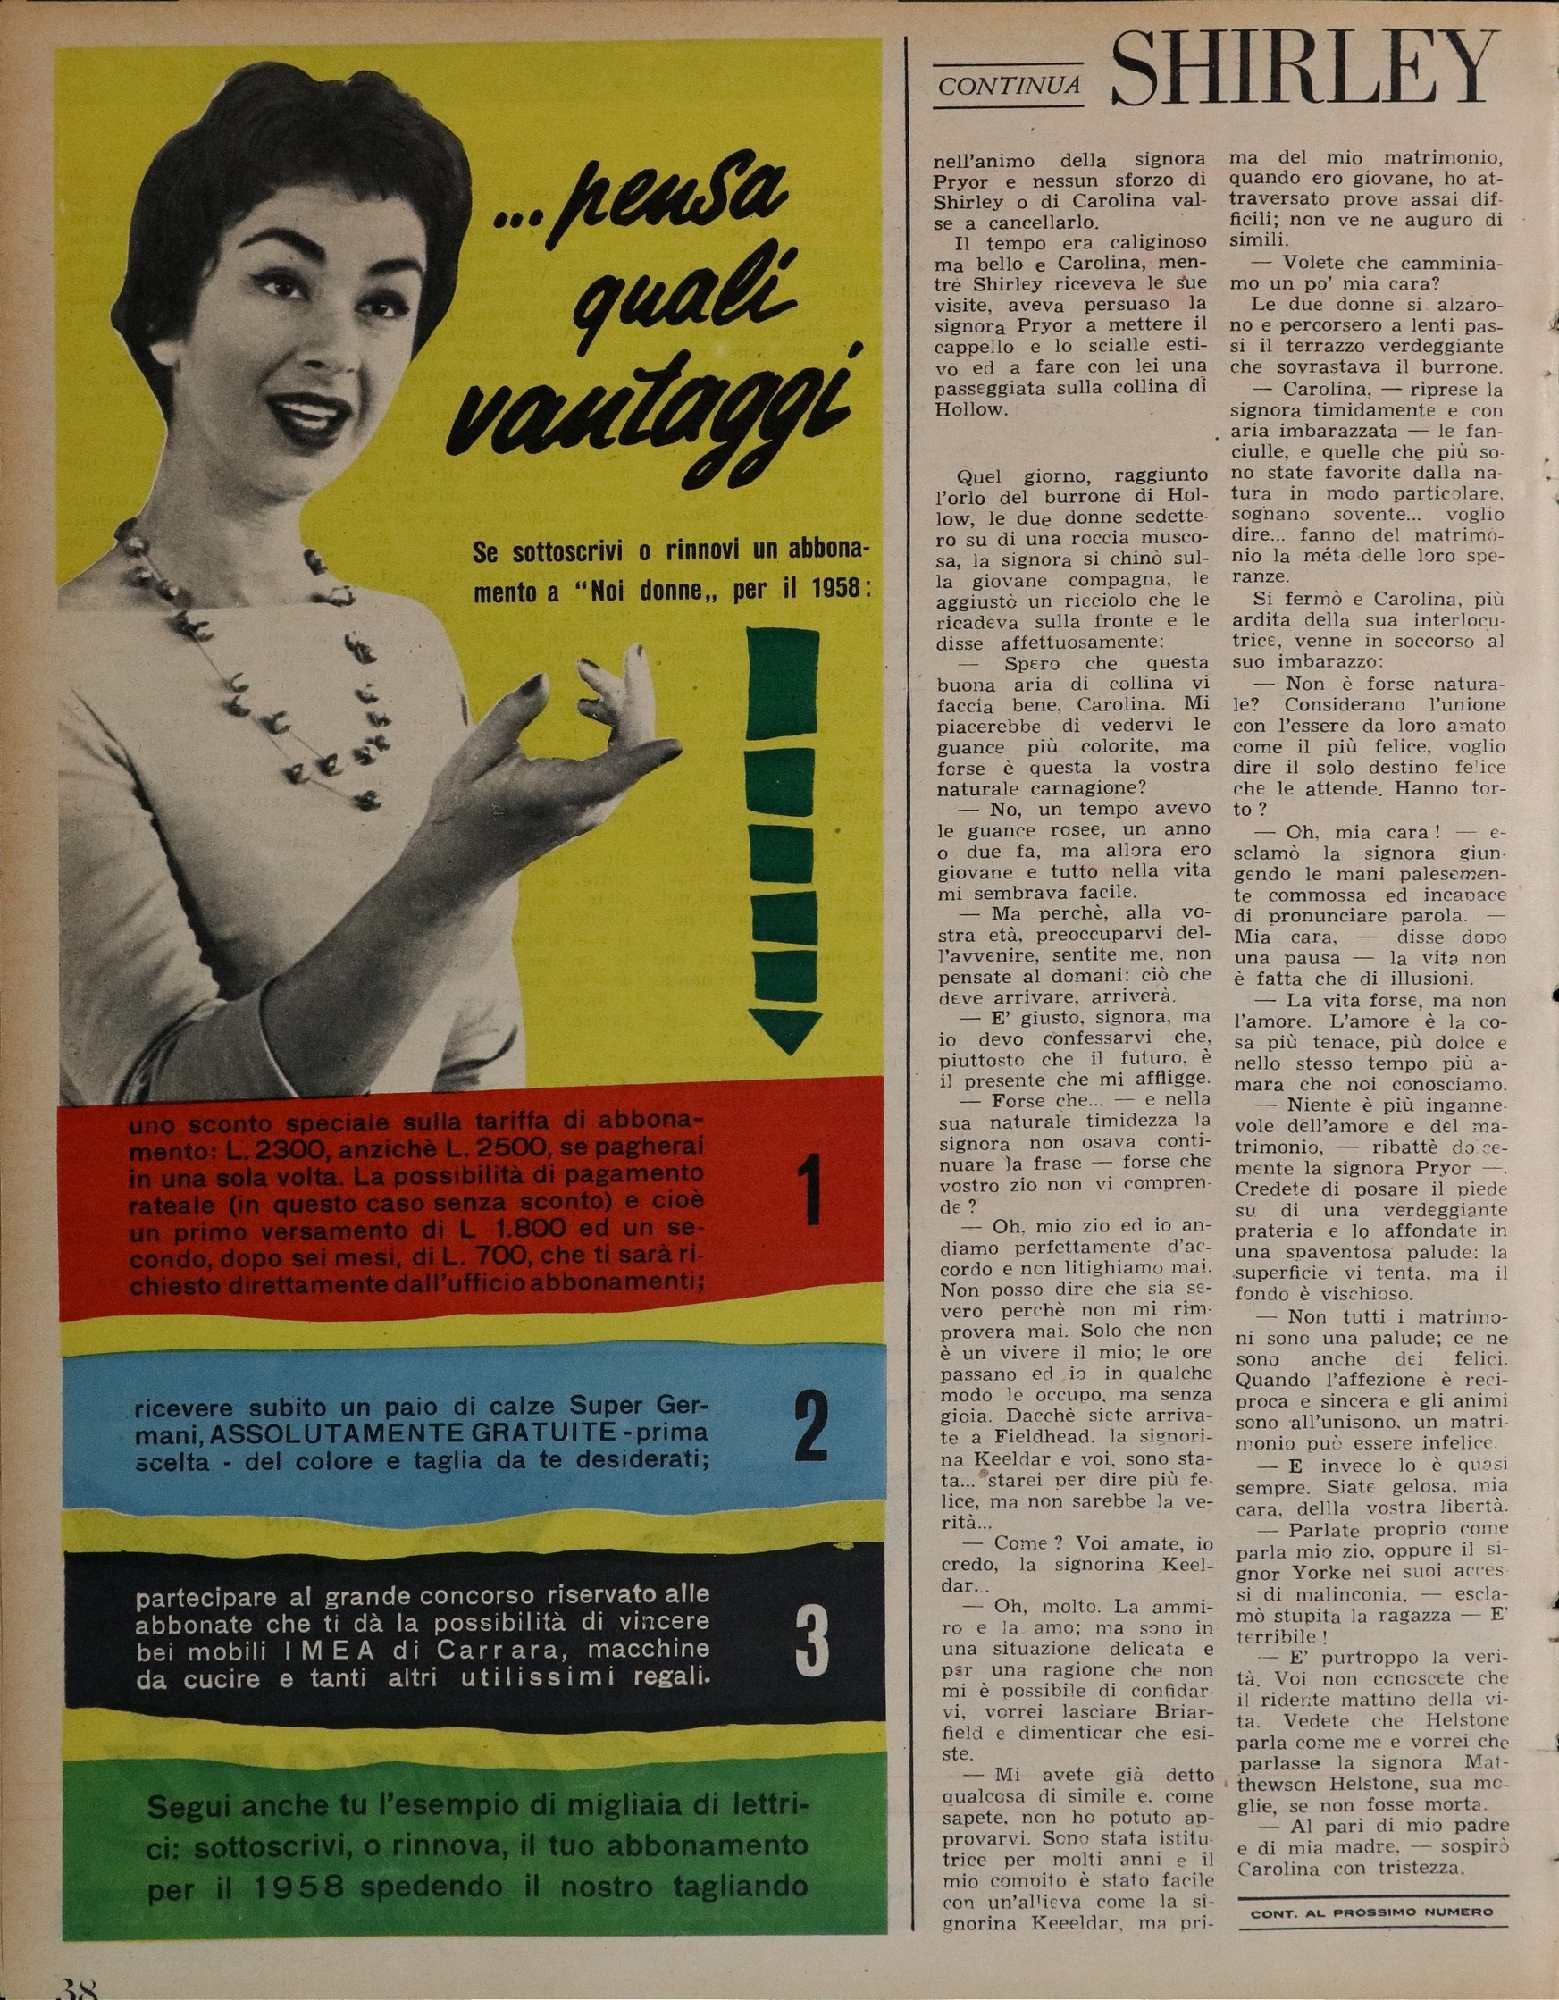 ...pensa
quali
vantaggi
Se sottoscrivi o rinnovi un abbona-
mento a "Noi donne„ per il 1958:
uno sconto speciale sulla tariffa di abbona-
mento: L. 2300, anzichè L. 2500, se pagherai
in una sola volta. La possibilità di pagamento
rateale (in questo caso senza sconto) e cioè
un primo versamento di L 1.800 ed un se-
condo, dopo sei mesi, di L. 700, che ti sarà ri-
chiesto direttamente dall'ufficio abbonamenti;
1
ricevere subito un paio di calze Super Ger-
mani, ASSOLUTAMENTE GRATUITE - prima
scelta - del colore e taglia da te desiderati;
2
partecipare al grande concorso riservato alle
abbonate che ti dà la possibilità di vincere
bei mobili IMEA di Carrara, macchine
da cucire e tanti altri utilissimi regali.
3
Segui anche tu l'esempio di migliaia di lettri-
ci: sottoscrivi, o rinnova, il tuo abbonamento
per il 1958 spedendo il nostro tagliando
38
CONTINUA SHIRLEY
nell'animo della signora
Pryor e nessun sforzo di
Shirley o di Carolina val-
se a cancellarlo.
Il tempo era caliginoso
ma bello e Carolina, men-
tre Shirley riceveva le sue
visite, aveva persuaso la
signora Pryor a mettere il
cappello e lo scialle esti-
vo ed a fare con lei una
passeggiata sulla collina di
Hollow.
Quel giorno, raggiunto
l'orlo del burrone di Hol-
low, le due donne sedette-
ro su di una roccia musco-
sa, la signora si chinò sul-
la giovane compagna, le
aggiustò un ricciolo che le
ricadeva sulla fronte e le
disse affettuosamente:
— Spero che questa
buona aria di collina vi
faccia bene, Carolina. Mi
piacerebbe di vedervi le
guance più colorite, ma
forse è questa la vostra
naturale carnagione?
— No, un tempo avevo
le guance rosee, un anno
o due fa, ma allora ero
giovane e tutto nella vita
mi sembrava facile.
— Ma perchè, alla vo-
stra età, preoccuparvi del-
l'avvenire, sentite me, non
pensate al domani: ciò che
deve arrivare, arriverà.
— E' giusto, signora, ma
io devo confessarvi che,
piuttosto che il futuro, è
il presente che mi affligge.
— Forse che... — e nella
sua naturale timidezza la
signora non osava conti-
nuare la frase — forse che
vostro zio non vi compren-
de?
— Oh, mio zio ed io an-
diamo perfettamente d'ac-
cordo e non litighiamo mai.
Non posso dire che sia se-
vero perchè non mi rim-
provera mai. Solo che non
è un vivere il mio; le ore
passano ed io in qualche
modo le occupo, ma senza
gioia. Dacchè siete arriva-
te a Fieldhead, la signori-
na Keeldar e voi, sono sta-
ta... starei per dire più fe-
lice, ma non sarebbe la ve-
rità...
— Come? Voi amate, io
credo, la signorina Keel-
dar...
— Oh, molto. La ammi-
ro e la amo; ma sono in
una situazione delicata e
per una ragione che non
mi è possibile di confidar-
vi, vorrei lasciare Briar-
field e dimenticar che esi-
ste.
— Mi avete già detto
qualcosa di simile e, come
sapete, non ho potuto ap-
provarvi. Sono stata istitu-
trice per molti anni e il
mio compito è stato facile
con un'allieva come la si-
gnorina Keeeldar, ma pri-
ma del mio matrimonio,
quando ero giovane, ho at-
traversato prove assai dif-
ficili; non ve ne auguro di
simili.
— Volete che camminia-
mo un po' mia cara?
Le due donne si alzaro-
no e percorsero a lenti pas-
si il terrazzo verdeggiante
che sovrastava il burrone.
— Carolina, — riprese la
signora timidamente e con
aria imbarazzata — le fan-
ciulle, e quelle che più so-
no state favorite dalla na-
tura in modo particolare,
sognano sovente... voglio
dire... fanno del matrimo-
nio la méta delle loro spe-
ranze.
Si fermò e Carolina, più
ardita della sua interlocu-
trice, venne in soccorso al
suo imbarazzo:
— Non è forse natura-
le? Considerano l'unione
con l'essere da loro amato
come il più felice, voglio
dire il solo destino felice
che le attende. Hanno tor-
to?
— Oh, mia cara! — e-
sclamò la signora giun-
gendo le mani palesemen-
te commossa ed incapace
di pronunciare parola. —
Mia cara, — disse dopo
una pausa — la vita non
è fatta che di illusioni.
— La vita forse, ma non
l'amore. L'amore è la co-
sa più tenace, più dolce e
nello stesso tempo più a-
mara che noi conosciamo.
— Niente è più inganne-
vole dell'amore e del ma-
trimonio, — ribattè dolce-
mente la signora Pryor —.
Credete di posare il piede
su di una verdeggiante
prateria e lo affondate in
una spaventosa palude: la
superficie vi tenta, ma il
fondo è vischioso.
— Non tutti i matrimo-
ni sono una palude; ce ne
sono anche dei felici.
Quando l'affezione è reci-
proca e sincera e gli animi
sono all'unisono, un matri-
monio può essere infelice.
— E invece lo è quasi
sempre. Siate gelosa, mia
cara, dellla vostra libertà.
— Parlate proprio come
parla mio zio, oppure il si-
gnor Yorke nei suoi acces-
si di malinconia, — escla-
mò stupita la ragazza — E'
terribile!
— E' purtroppo la veri-
tà. Voi non conoscete che
il ridente mattino della vi-
ta. Vedete che Helstone
parla come me e vorrei che
parlasse la signora Mat-
thewson Helstone, sua mo-
glie, se non fosse morta.
— Al pari di mio padre
e di mia madre, — sospirò
Carolina con tristezza.
CONT. AL PROSSIMO NUMERO